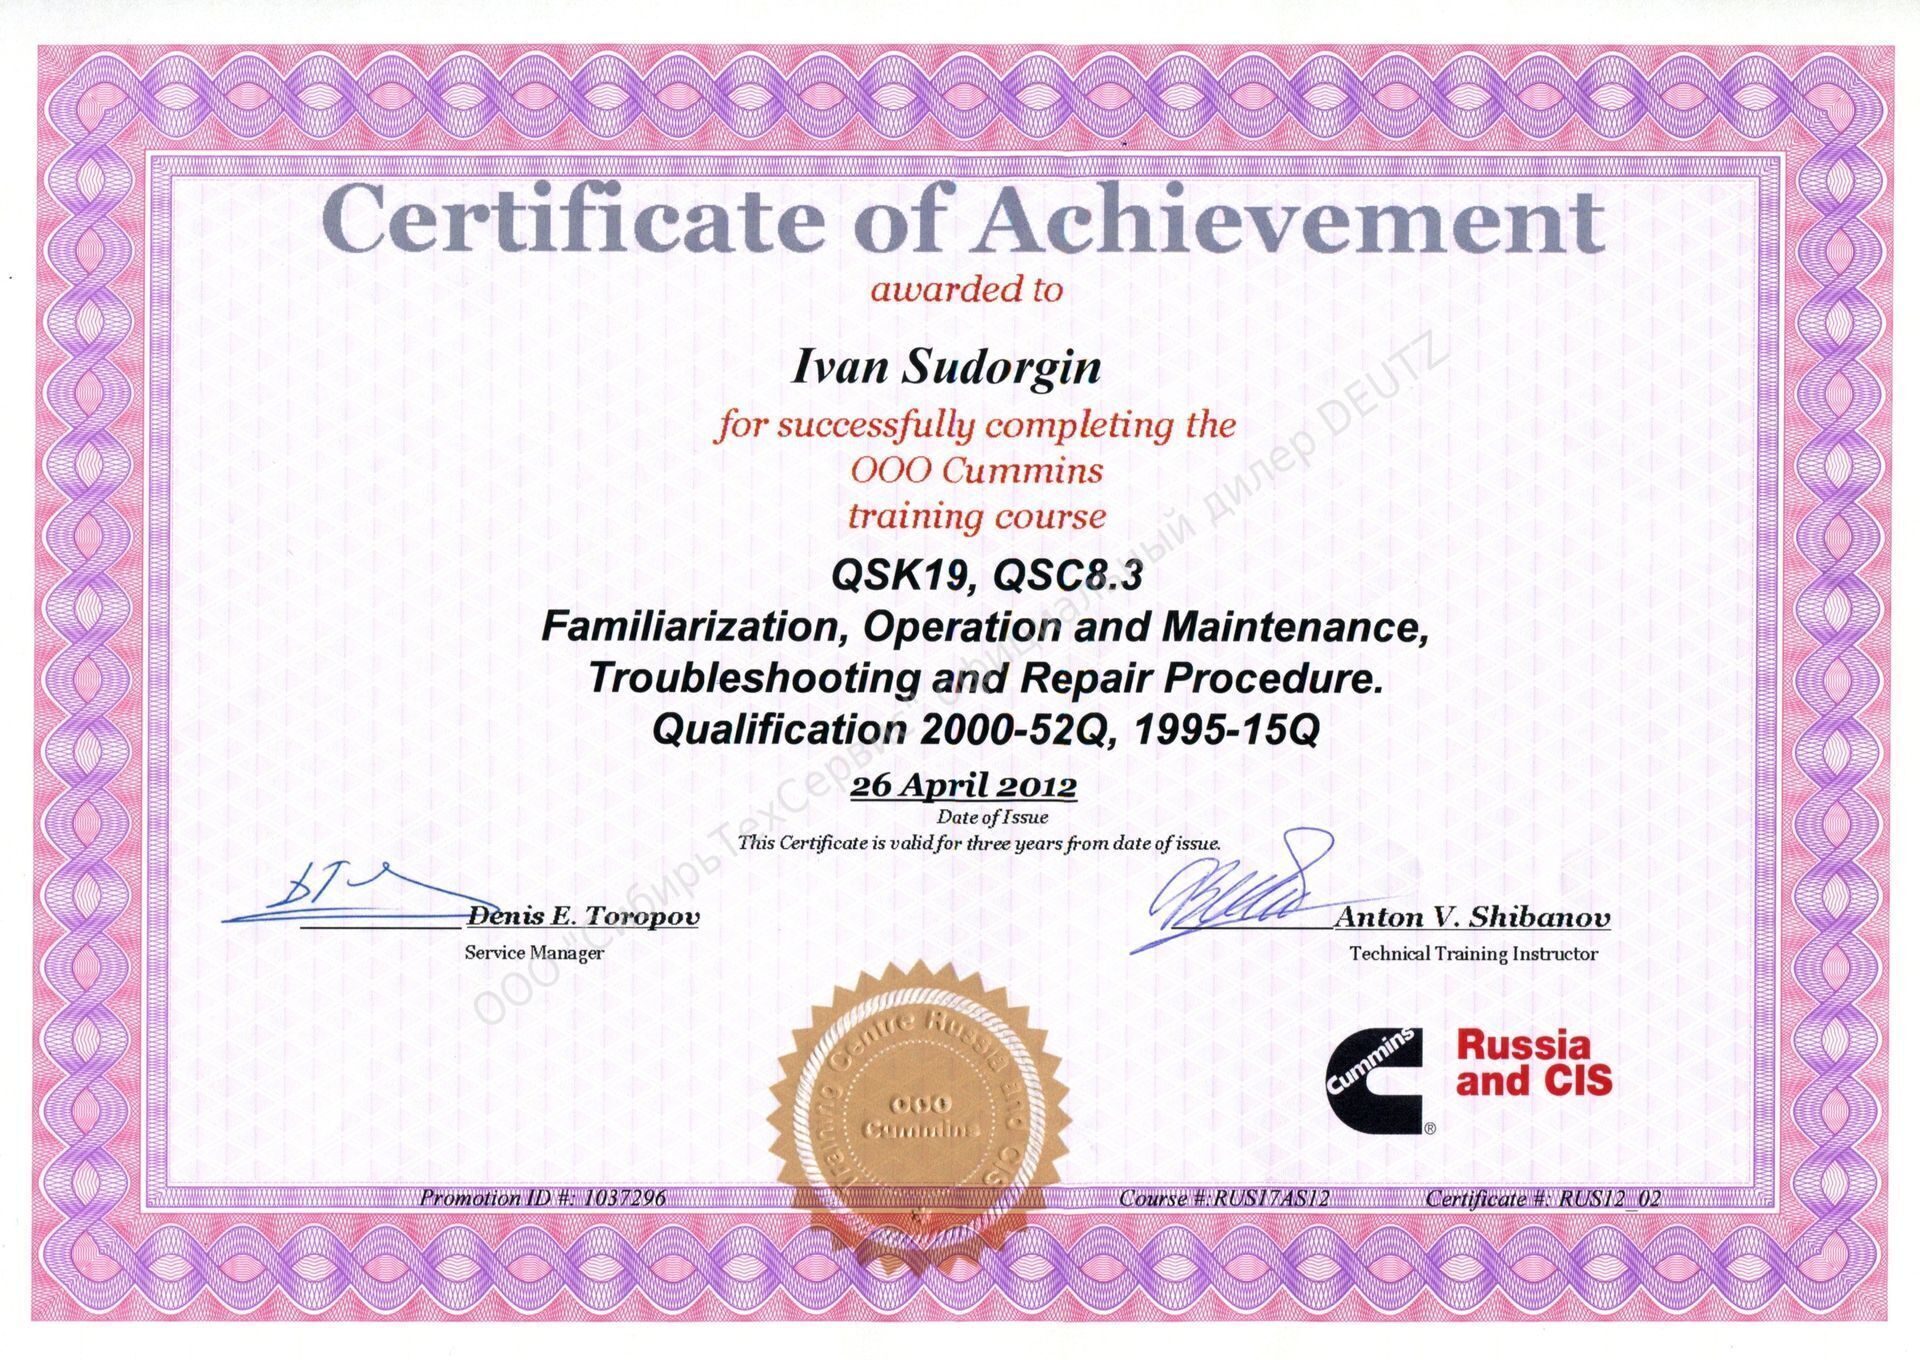 Certificate of Achievement
awarded to
Ivan Sudorgin
for successfully completing the
OOO Cummins
training course
QSK19, QSC8.3
Familiarization, Operation and Maintenance,
Troubleshooting and Repair Procedure.
Qualification 2000-52Q, 1995-15Q
26 April 2012
Date of Issue
This Certificate is valid for three years from date of issue.
Denis E. Toropov
Service Manager
Anton V. Shibanov
Technical Training Instructor
ООО "СибирьТехСервис" Официальный дилер DEUTZ
Training Centre Russia and CIS
OOO
Cummins
Cummins
®
Russia
and CIS
Promotion ID #: 1037296
Course #:RUS17AS12
Certificate #: RUS12_02